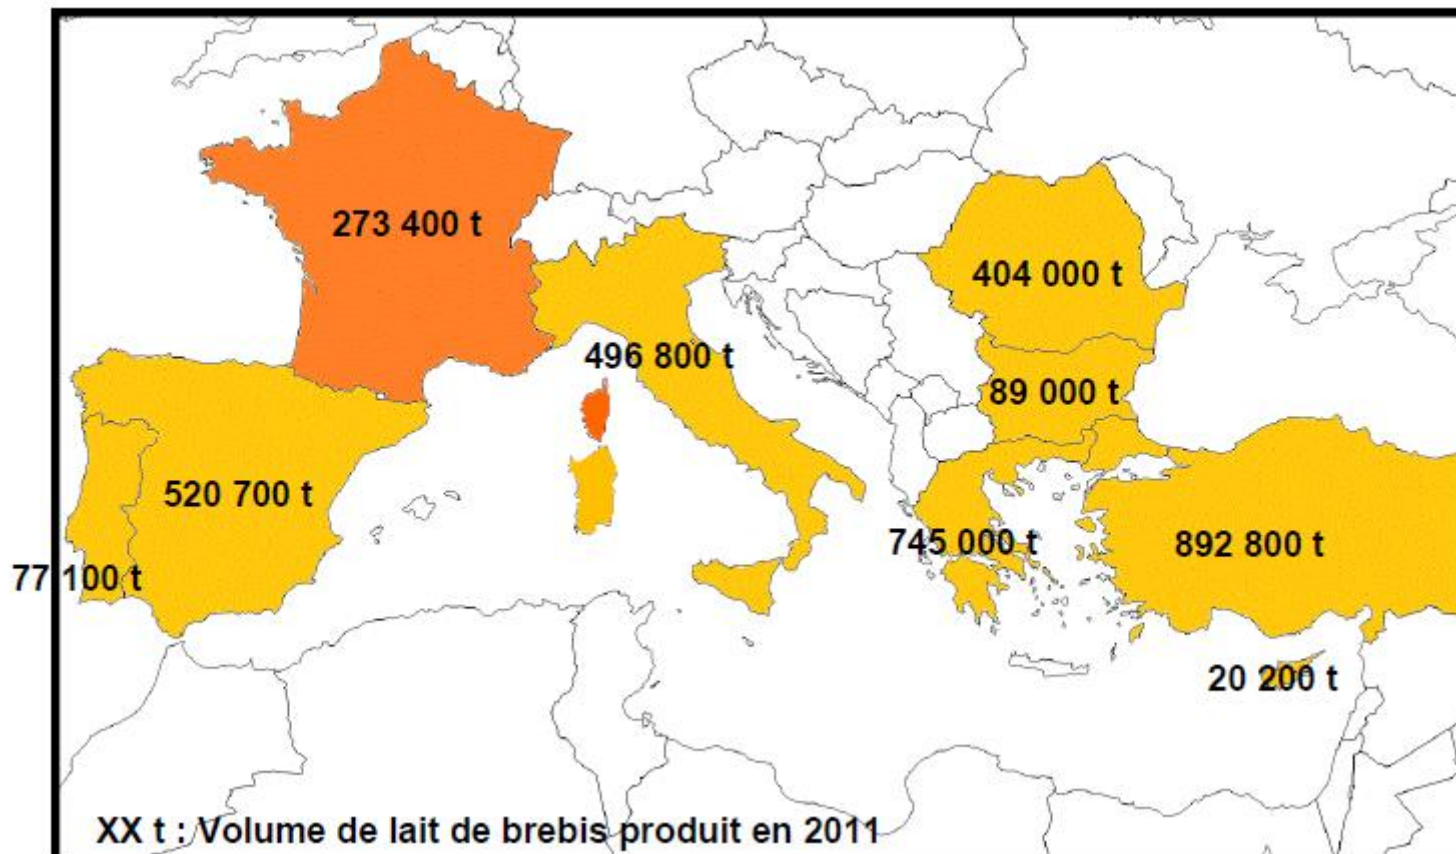 273 400 t
404 000 t
496 800 t
89 000 t
520 700 t
745 000 t
892 800 t
77 100 t
20 200 t
XX t : Volume de lait de brebis produit en 2011